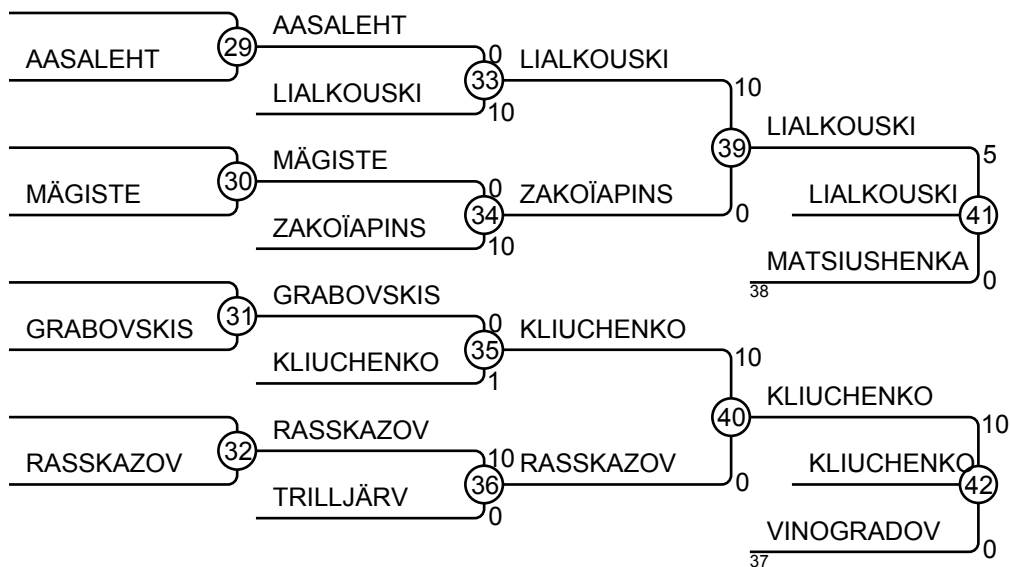 AASALEHT
29
AASALEHT
0
LIALKOUSKI
33
10
LIALKOUSKI
10
MÄGISTE
30
MÄGISTE
0
ZAKOÏAPINS
34
10
ZAKOÏAPINS
0
39
LIALKOUSKI
5
LIALKOUSKI
41
MATSIUSHENKA
0
38
GRABOVSKIS
31
GRABOVSKIS
0
KLIUCHENKO
35
1
KLIUCHENKO
10
RASSKAZOV
32
RASSKAZOV
10
TRILLJÄRV
36
0
RASSKAZOV
0
40
KLIUCHENKO
10
KLIUCHENKO
42
VINOGRADOV
0
37